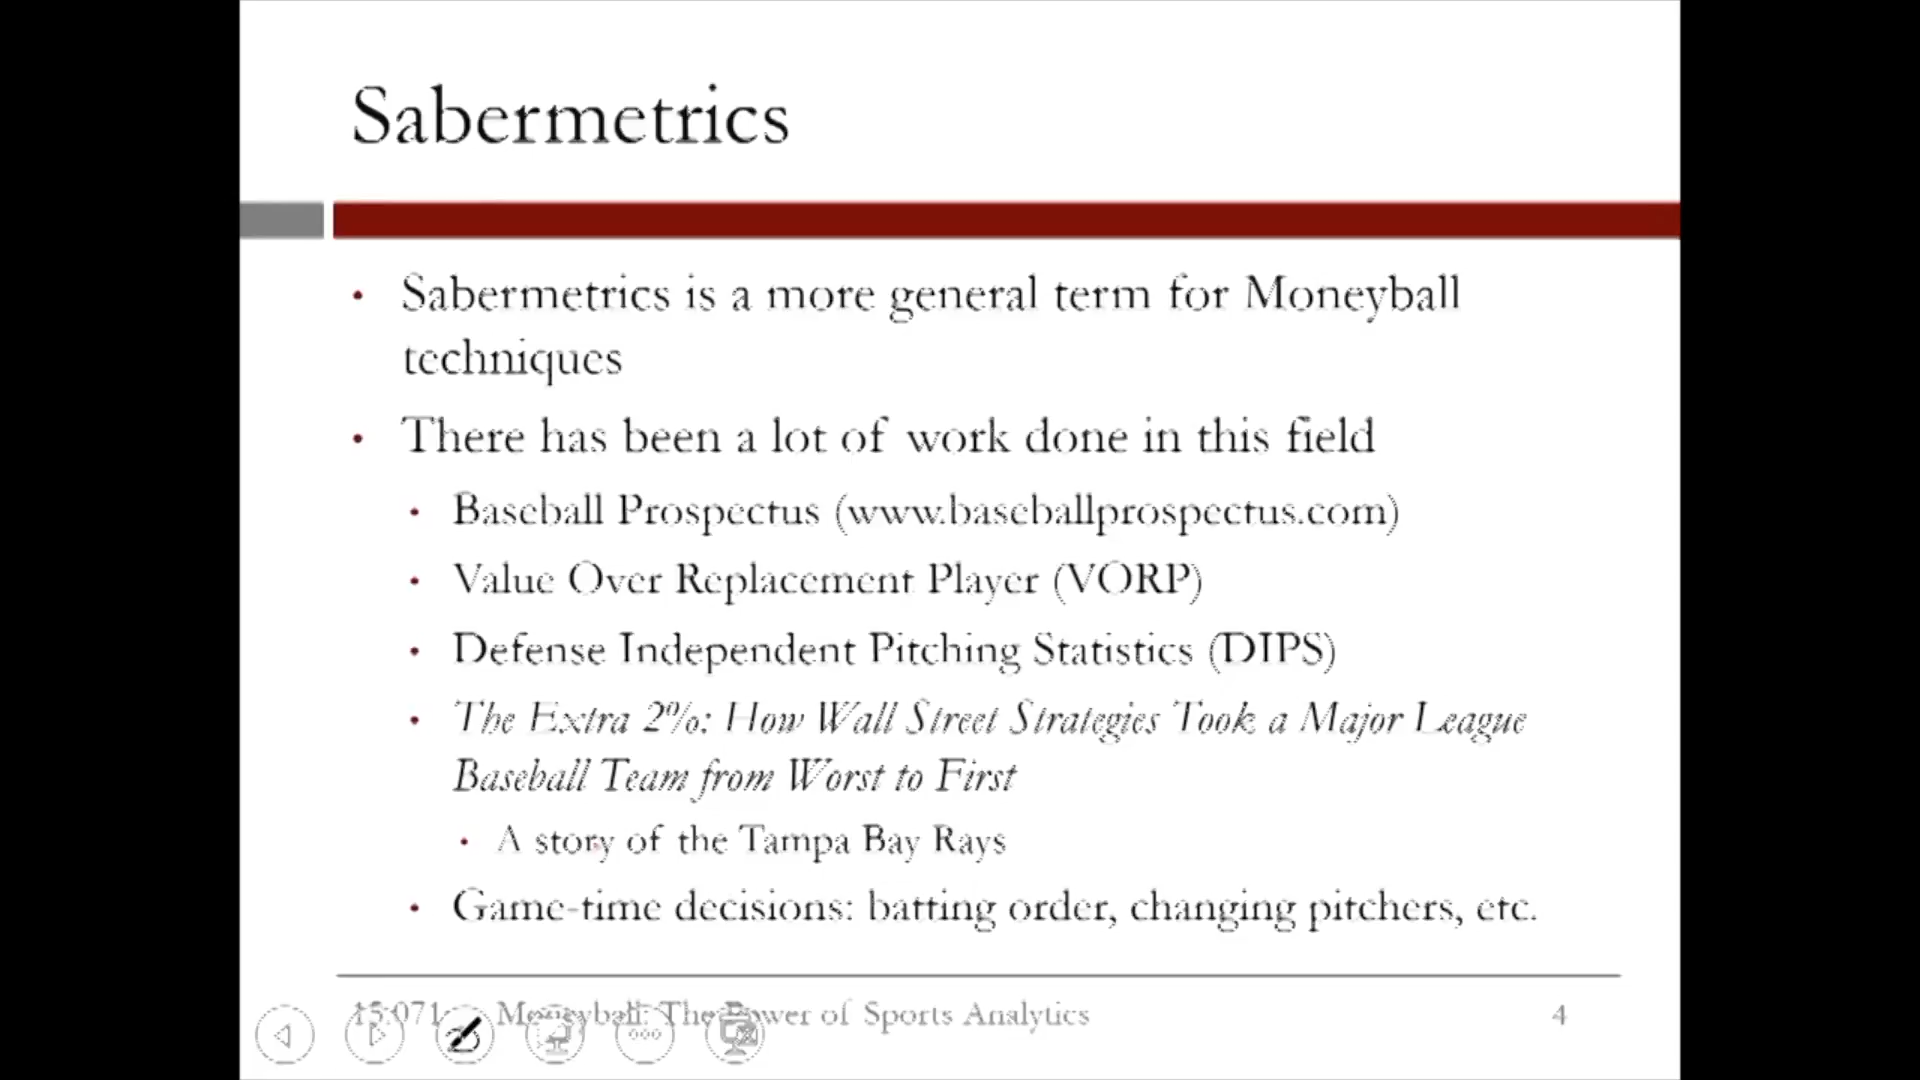 Sabermetrics
• Sabermetrics is a more general term for Moneyball
techniques
• There has been a lot of work done in this field
• Baseball Prospectus (www.baseballprospectus.com)
• Value Over Replacement Player (VORP)
• Defense Independent Pitching Statistics (DIPS)
• The Extra 2%: How Wall Street Strategies Took a Major League
Baseball Team from Worst to First
• A story of the Tampa Bay Rays
• Game-time decisions: batting order, changing pitchers, etc.
Moneyball: The Power of Sports Analytics
4